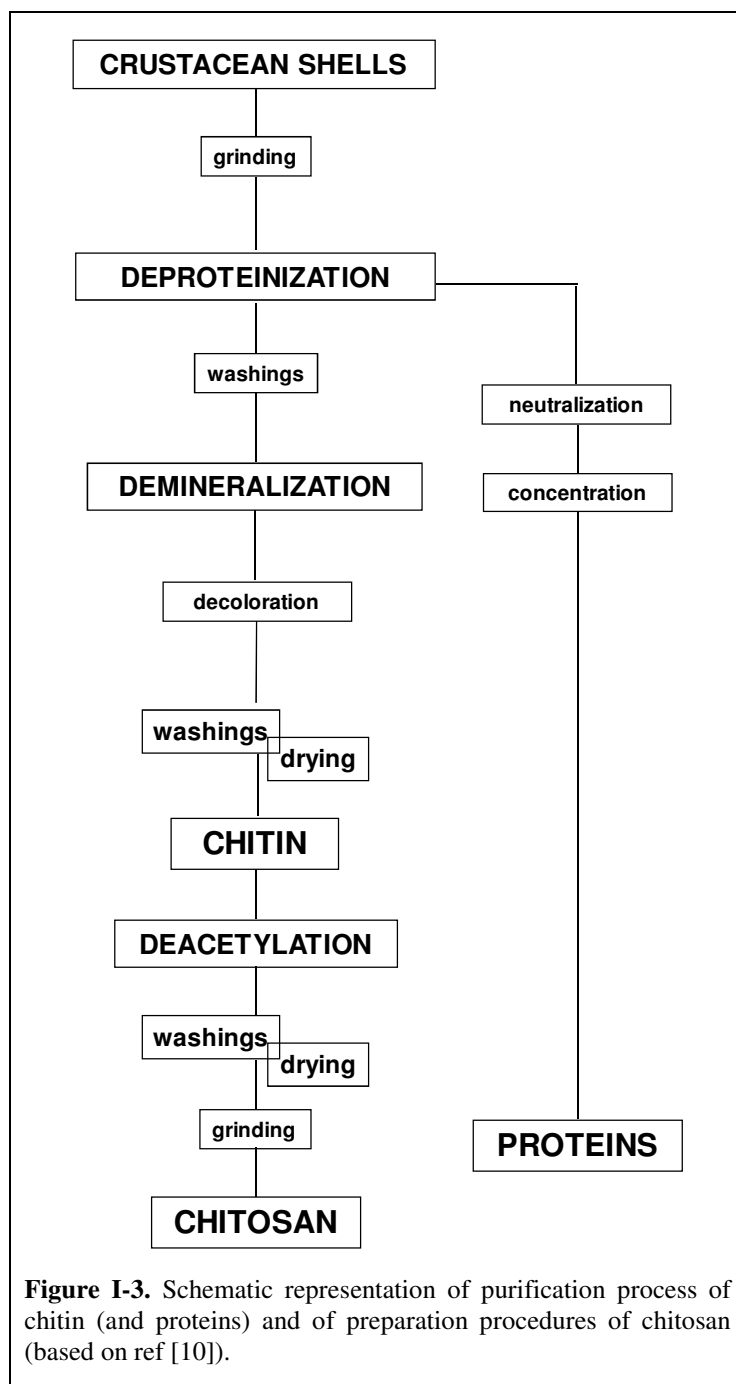 CRUSTACEAN SHELLS
grinding
DEPROTEINIZATION
washings
neutralization
DEMINERALIZATION
concentration
decoloration
washings
drying
CHITIN
DEACETYLATION
washings
drying
grinding
PROTEINS
CHITOSAN
Figure I-3. Schematic representation of purification process of
chitin (and proteins) and of preparation procedures of chitosan
(based on ref [10]).